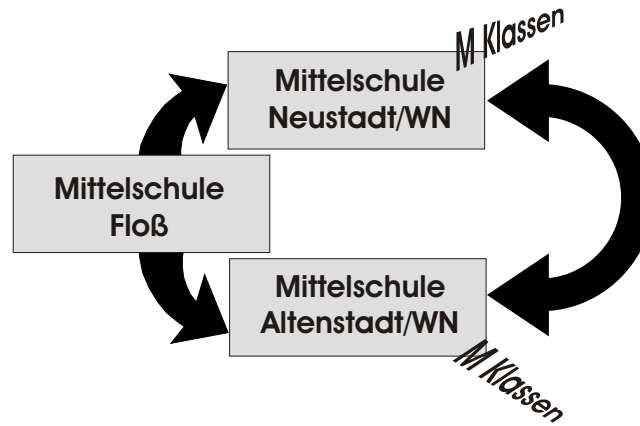 M Klassen
Mittelschule
Neustadt/WN
Mittelschule
Floß
Mittelschule
Altenstadt/WN
M Klassen